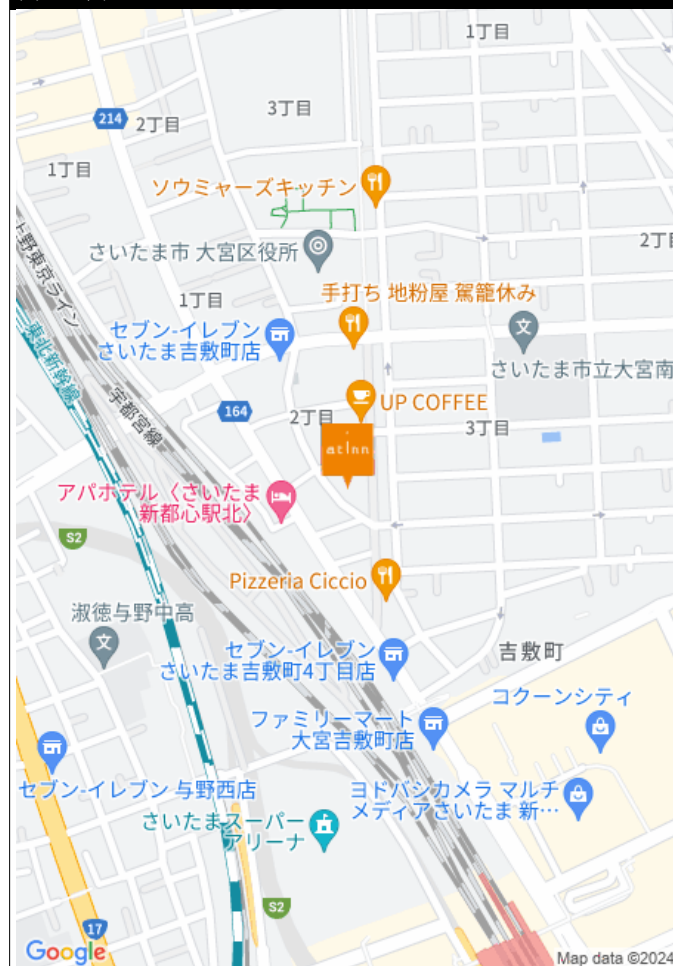 1丁目
3丁目
214
2丁目
1丁目
ソウミャーズキッチン
さいたま市 大宮区役所
2丁目
上野東京ライン
1丁目
手打ち 地粉屋 駕籠休み
セブン-イレブン
さいたま吉敷町店
東北新幹線
さいたま市立大宮南
宇都宮線
164
2丁目
UP COFFEE
3丁目
at inn
アパホテル〈さいたま
新都心駅北〉
S2
Pizzeria Ciccio
淑徳与野中高
セブン-イレブン
さいたま吉敷町4丁目店
吉敷町
コクーンシティ
ファミリーマート
大宮吉敷町店
セブン-イレブン 与野西店
ヨドバシカメラ マルチ
メディアさいたま 新…
さいたまスーパー
アリーナ
S2
17
Google
Map data ©2024